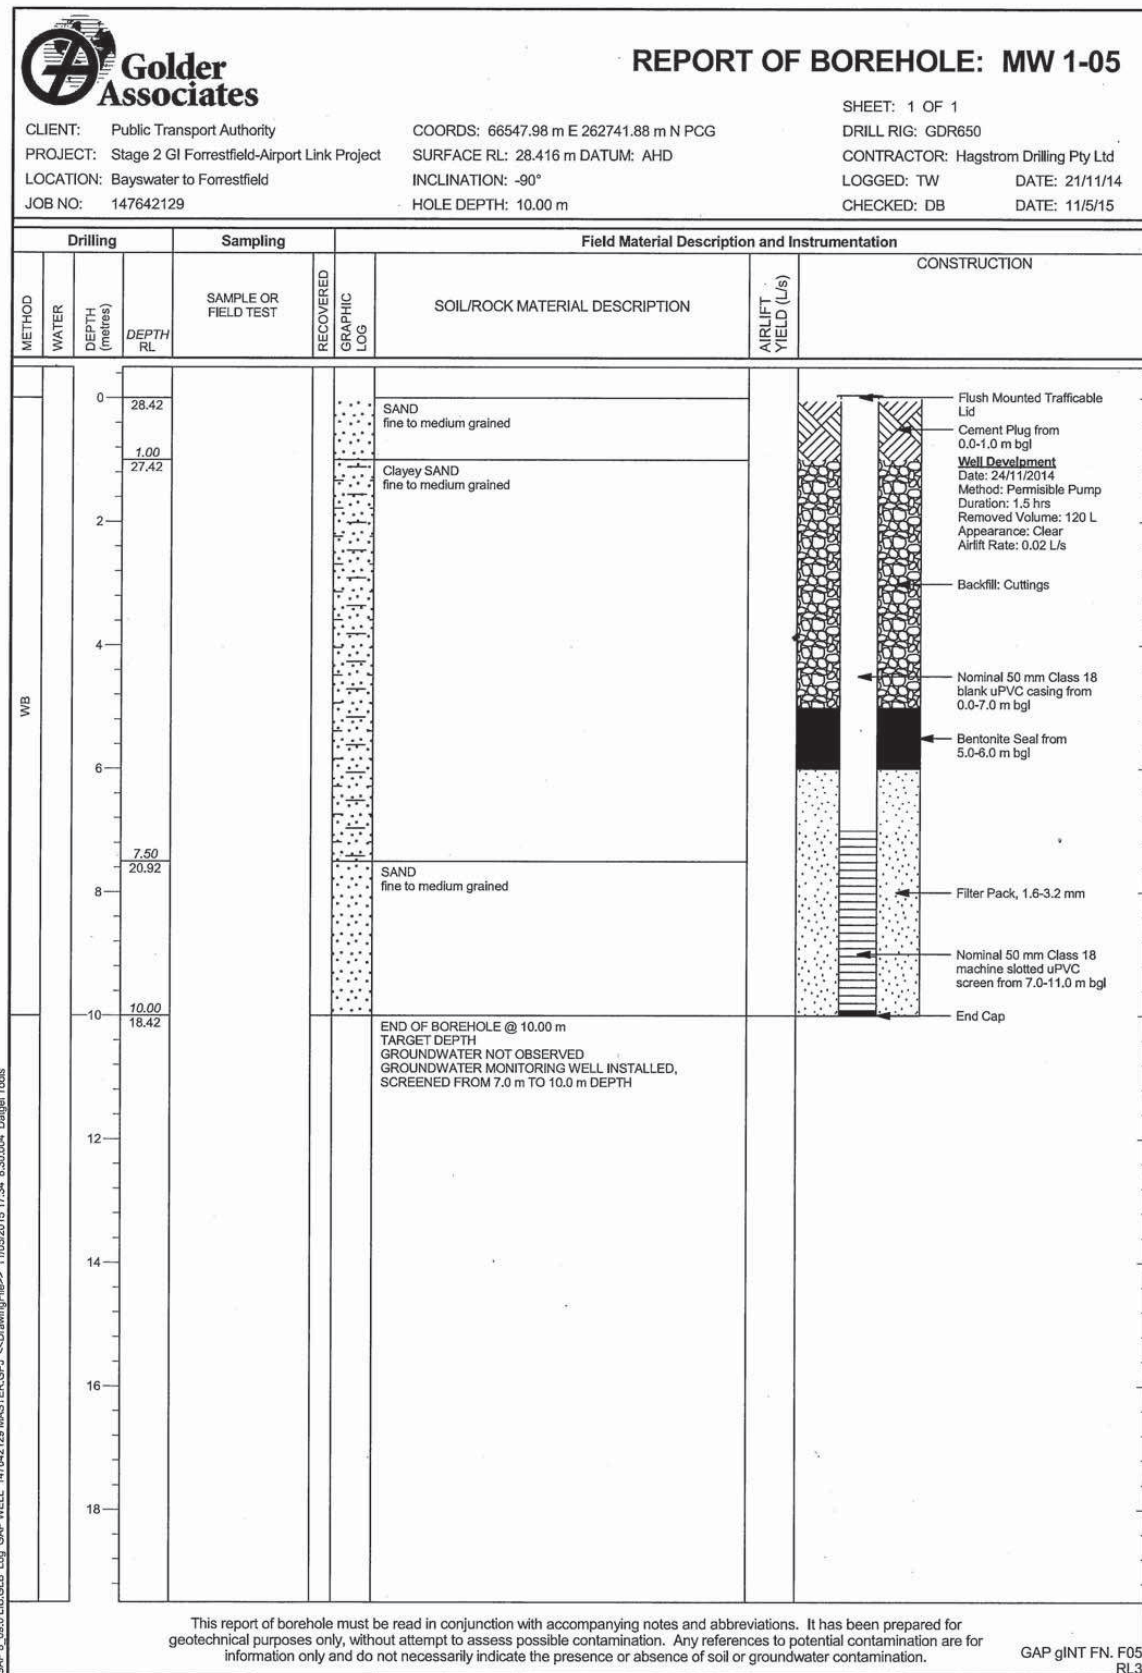 Golder
Associates
REPORT OF BOREHOLE: MW 1-05
CLIENT: Public Transport Authority
PROJECT: Stage 2 GI Forrestfield-Airport Link Project
LOCATION: Bayswater to Forrestfield
JOB NO: 147642129
COORDS: 66547.98 m E 262741.88 m N PCG
SURFACE RL: 28.416 m DATUM: AHD
INCLINATION: -90°
HOLE DEPTH: 10.00 m
SHEET: 1 OF 1
DRILL RIG: GDR650
CONTRACTOR: Hagstrom Drilling Pty Ltd
LOGGED: TW DATE: 21/11/14
CHECKED: DB DATE: 11/5/15
Drilling Sampling Field Material Description and Instrumentation
METHOD
WATER
DEPTH
(metres)
DEPTH
RL
SAMPLE OR
FIELD TEST
RECOVERED
GRAPHIC
LOG
SOIL/ROCK MATERIAL DESCRIPTION
AIRLIFT
YIELD (L/s)
CONSTRUCTION
WB
0
2
4
6
8
10
12
14
16
18
28.42
1.00
27.42
7.50
20.92
10.00
18.42
SAND
fine to medium grained
Clayey SAND
fine to medium grained
SAND
fine to medium grained
END OF BOREHOLE @ 10.00 m
TARGET DEPTH
GROUNDWATER NOT OBSERVED
GROUNDWATER MONITORING WELL INSTALLED,
SCREENED FROM 7.0 m TO 10.0 m DEPTH
Flush Mounted Trafficable
Lid
Cement Plug from
0.0-1.0 m bgl
Well Develpment
Date: 24/11/2014
Method: Permisible Pump
Duration: 1.5 hrs
Removed Volume: 120 L
Appearance: Clear
Airlift Rate: 0.02 L/s
Backfill: Cuttings
Nominal 50 mm Class 18
blank uPVC casing from
0.0-7.0 m bgl
Bentonite Seal from
5.0-6.0 m bgl
Filter Pack, 1.6-3.2 mm
Nominal 50 mm Class 18
machine slotted uPVC
screen from 7.0-11.0 m bgl
End Cap
This report of borehole must be read in conjunction with accompanying notes and abbreviations. It has been prepared for
geotechnical purposes only, without attempt to assess possible contamination. Any references to potential contamination are for
information only and do not necessarily indicate the presence or absence of soil or groundwater contamination.
GAP gINT FN. F05
RL3